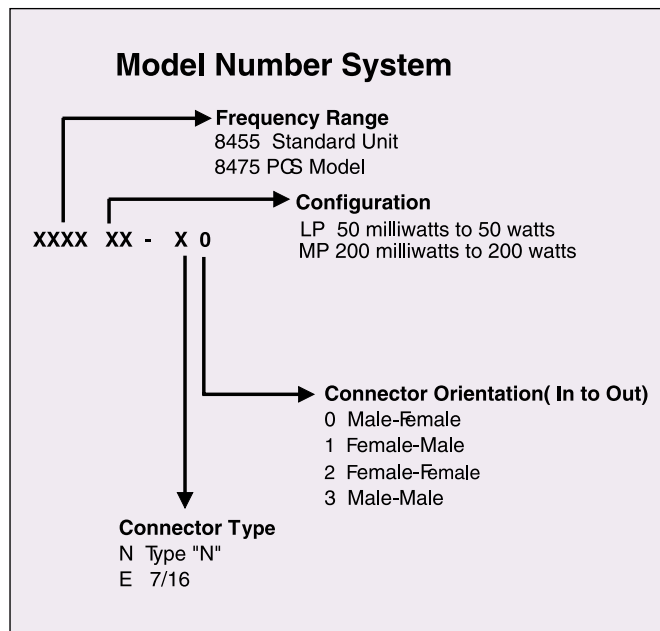 Model Number System
Frequency Range
8455 Standard Unit
8475 PCS Model
Configuration
LP 50 milliwatts to 50 watts
MP 200 milliwatts to 200 watts
XXXX XX - X 0
Connector Orientation( In to Out)
0 Male-Female
1 Female-Male
2 Female-Female
3 Male-Male
Connector Type
N Type "N"
E 7/16